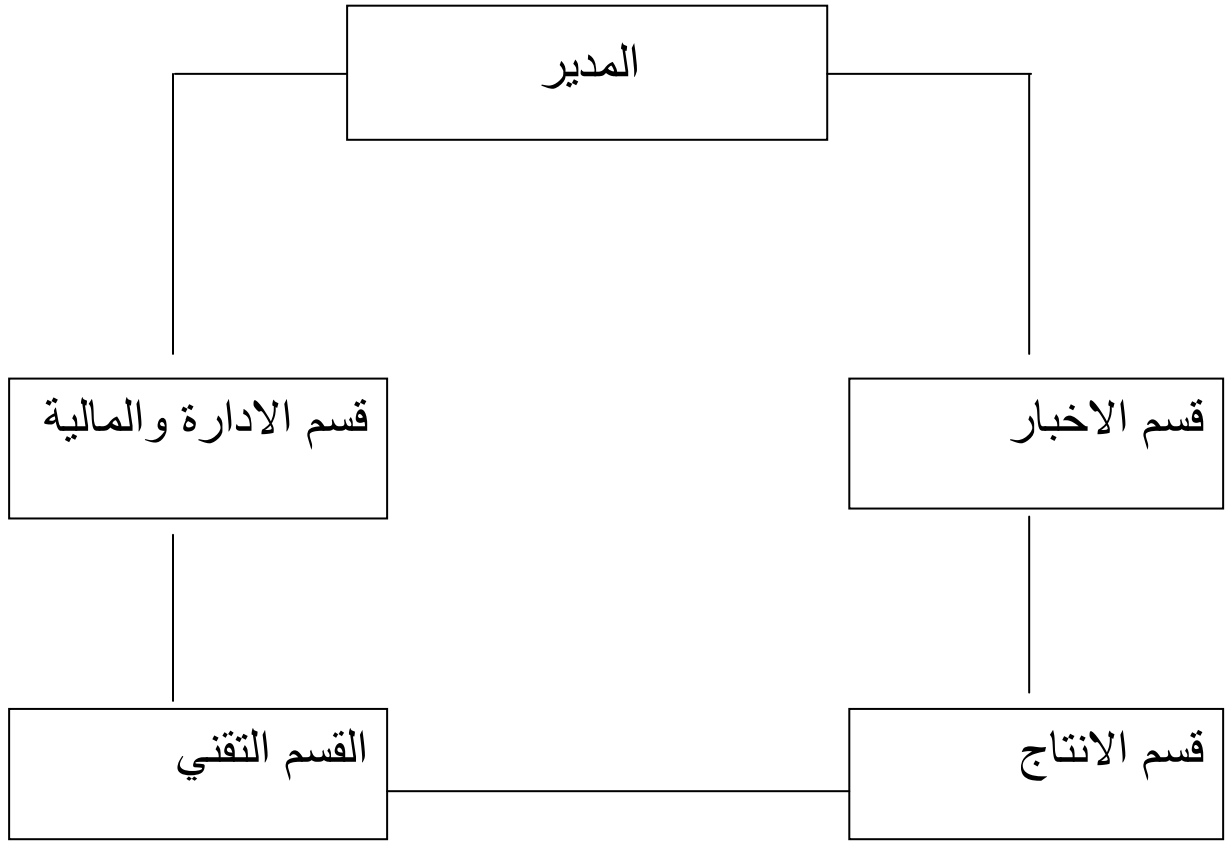 المدير
قسم الاخبار
قسم الادارة والمالية
قسم الانتاج
القسم التقني